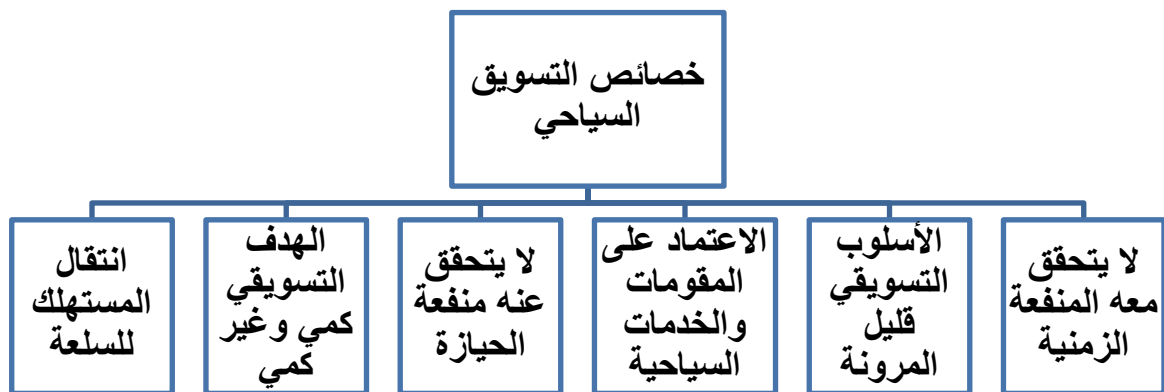 خصائص التسويق
السياحي
لا يتحقق
معه المنفعة
الزمنية
الأسلوب
التسويقي
قليل
المرونة
الاعتماد على
المقومات
والخدمات
السياحية
لا يتحقق
عنه منفعة
الحيازة
الهدف
التسويقي
كمي وغير
كمي
انتقال
المستهلك
للسلعة